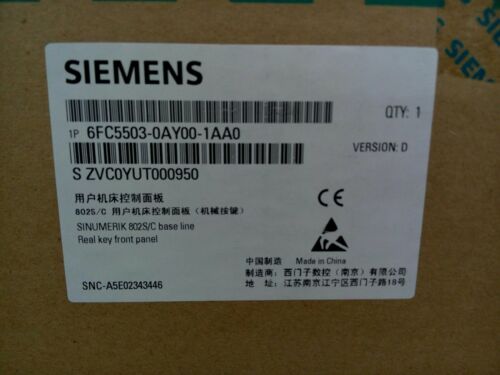 SIEMENS
QTY: 1
1P 6FC5503-0AY00-1AA0
VERSION: D
S ZVC0YUT000950
用户机床控制面板
802S/C 用户机床控制面板（机械按键）
SINUMERIK 802S/C base line
Real key front panel
中国制造 Made in China
制造商： 西门子数控（南京）有限公司
地址： 江苏南京江宁区西门子路18号
SNC-A5E02343446